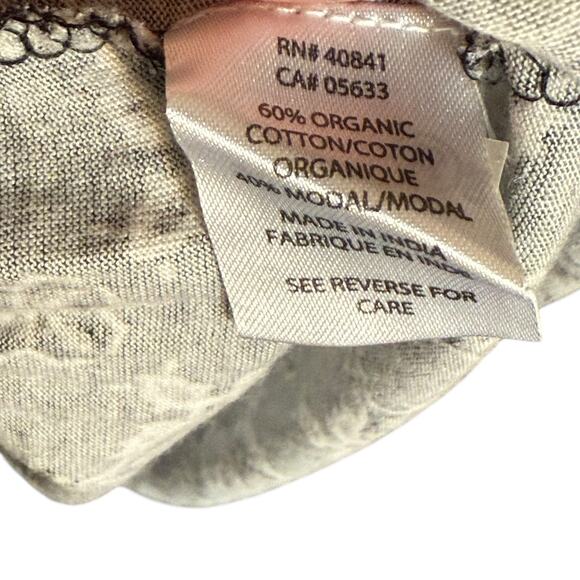 RN# 40841
CA# 05633
60% ORGANIC
COTTON/COTON
ORGANIQUE
40% MODAL/MODAL
MADE IN INDIA
FABRIQUE EN INDE
SEE REVERSE FOR
CARE